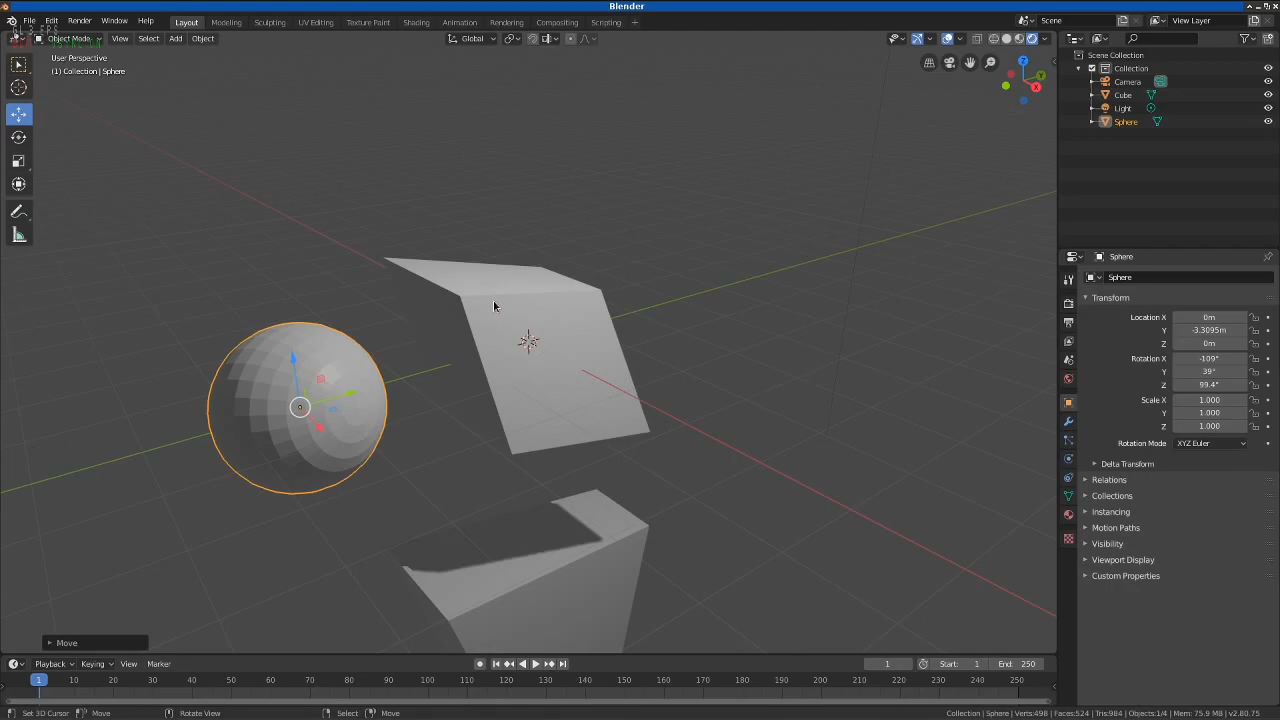 Blender
File Edit Render Window Help
Layout Modeling Sculpting UV Editing Texture Paint Shading Animation Rendering Compositing Scripting +
Scene
View Layer
Object Mode View Select Add Object
Global
User Perspective
(1) Collection | Sphere
Scene Collection
Collection
Camera
Cube
Light
Sphere
Sphere
Sphere
Transform
Location X 0m
Y -3.3095m
Z 0m
Rotation X -109°
Y 39°
Z 99.4°
Scale X 1.000
Y 1.000
Z 1.000
Rotation Mode XYZ Euler
Delta Transform
Relations
Collections
Instancing
Motion Paths
Visibility
Viewport Display
Custom Properties
Move
Playback Keying View Marker
1 Start: 1 End: 250
1 10 20 30 40 50 60 70 80 90 100 110 120 130 140 150 160 170 180 190 200 210 220 230 240 250
Set 3D Cursor Move Rotate View Select Move
Collection | Sphere | Verts:498 | Faces:524 | Tris:984 | Objects:1/4 | Mem: 75.9 MB | v2.80.75